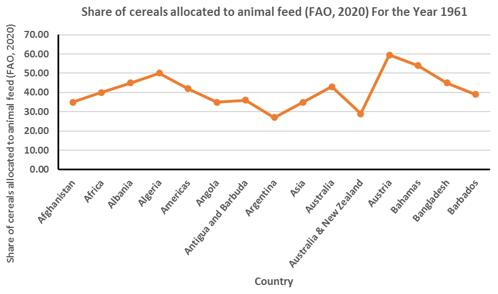 Share of cereals allocated to animal feed (FAO, 2020) For the Year 1961
Share of cereals allocated to animal feed (FAO, 2020)
70.00
60.00
50.00
40.00
30.00
20.00
10.00
0.00
Afghanistan
Africa
Albania
Algeria
Americas
Angola
Antigua and Barbuda
Argentina
Asia
Australia
Australia & New Zealand
Austria
Bahamas
Bangladesh
Barbados
Country